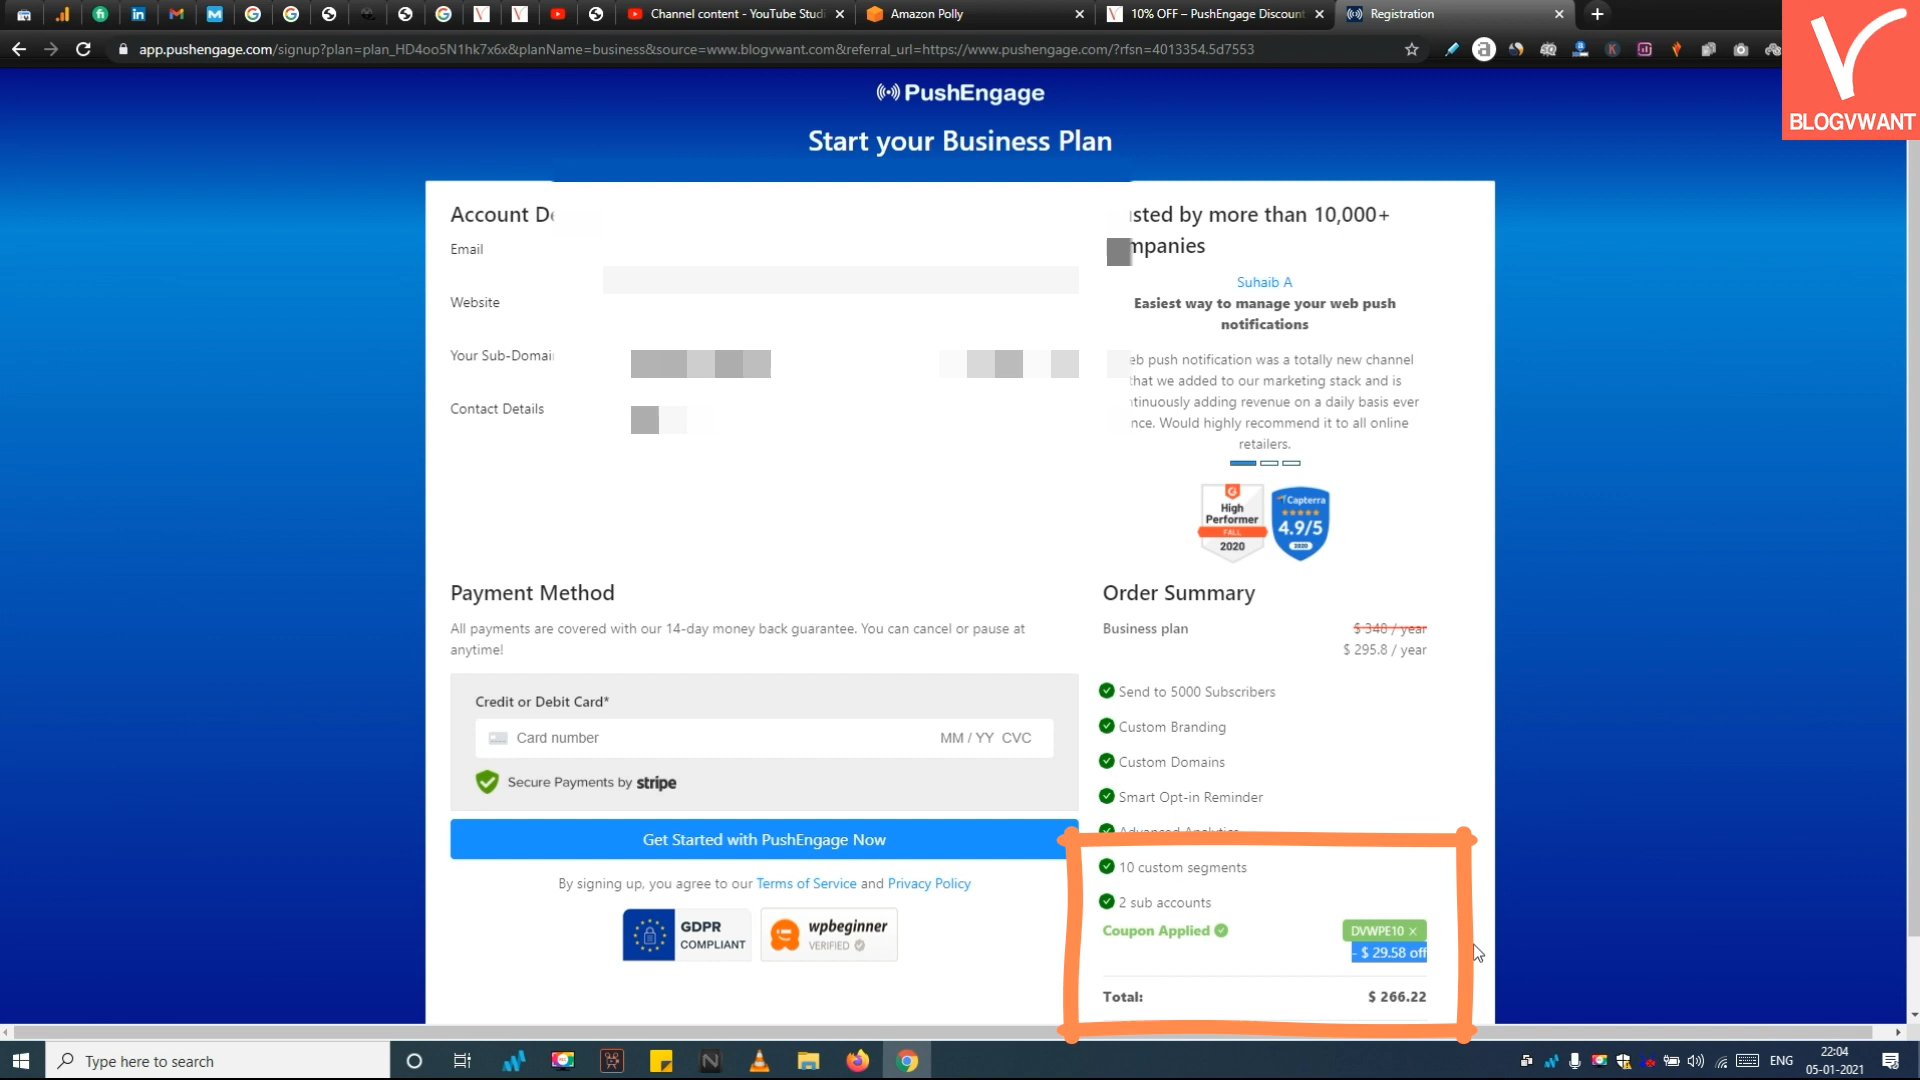 Channel content - YouTube Studi
Amazon Polly
10% OFF – PushEngage Discount
Registration
app.pushengage.com/signup?plan=plan_HD4oo5N1hk7x6x&planName=business&source=www.blogvwant.com&referral_url=https://www.pushengage.com/?rfsn=4013354.5d7553
BLOGVWANT
PushEngage
Start your Business Plan
Account De
Email
Website
Your Sub-Domai
Contact Details
usted by more than 10,000+
mpanies
Suhaib A
Easiest way to manage your web push
notifications
eb push notification was a totally new channel
that we added to our marketing stack and is
ntinuously adding revenue on a daily basis ever
nce. Would highly recommend it to all online
retailers.
High
Performer
FALL
2020
Capterra
4.9/5
2020
Payment Method
All payments are covered with our 14-day money back guarantee. You can cancel or pause at
anytime!
Credit or Debit Card*
Card number
MM / YY CVC
Secure Payments by stripe
Get Started with PushEngage Now
By signing up, you agree to our Terms of Service and Privacy Policy
GDPR
COMPLIANT
wpbeginner
VERIFIED
Order Summary
Business plan
$ 348 / year
$ 295.8 / year
Send to 5000 Subscribers
Custom Branding
Custom Domains
Smart Opt-in Reminder
Advanced Analytics
10 custom segments
2 sub accounts
Coupon Applied
DVWPE10 ×
- $ 29.58 off
Total:
$ 266.22
Type here to search
ENG
22:04
05-01-2021